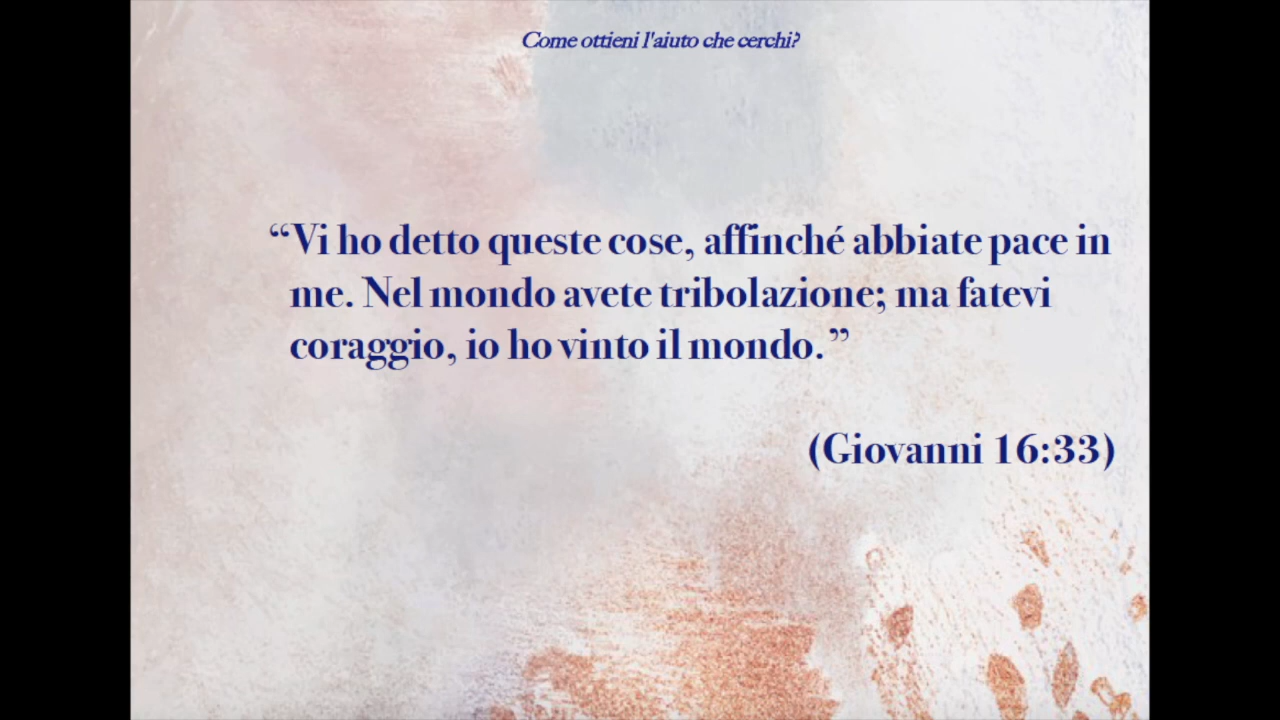 Come ottieni l'aiuto che cerchi?
“Vi ho detto queste cose, affinché abbiate pace in
me. Nel mondo avete tribolazione; ma fatevi
coraggio, io ho vinto il mondo.”
(Giovanni 16:33)